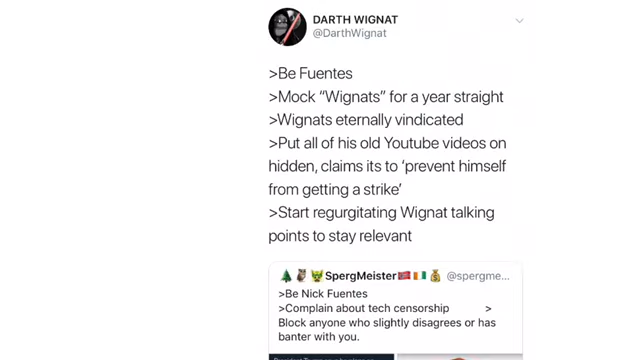 DARTH WIGNAT
@DarthWignat
>Be Fuentes
>Mock “Wignats” for a year straight
>Wignats eternally vindicated
>Put all of his old Youtube videos on
hidden, claims its to ‘prevent himself
from getting a strike’
>Start regurgitating Wignat talking
points to stay relevant
SpergMeister @spergme...
>Be Nick Fuentes
>Complain about tech censorship >
Block anyone who slightly disagrees or has
banter with you.